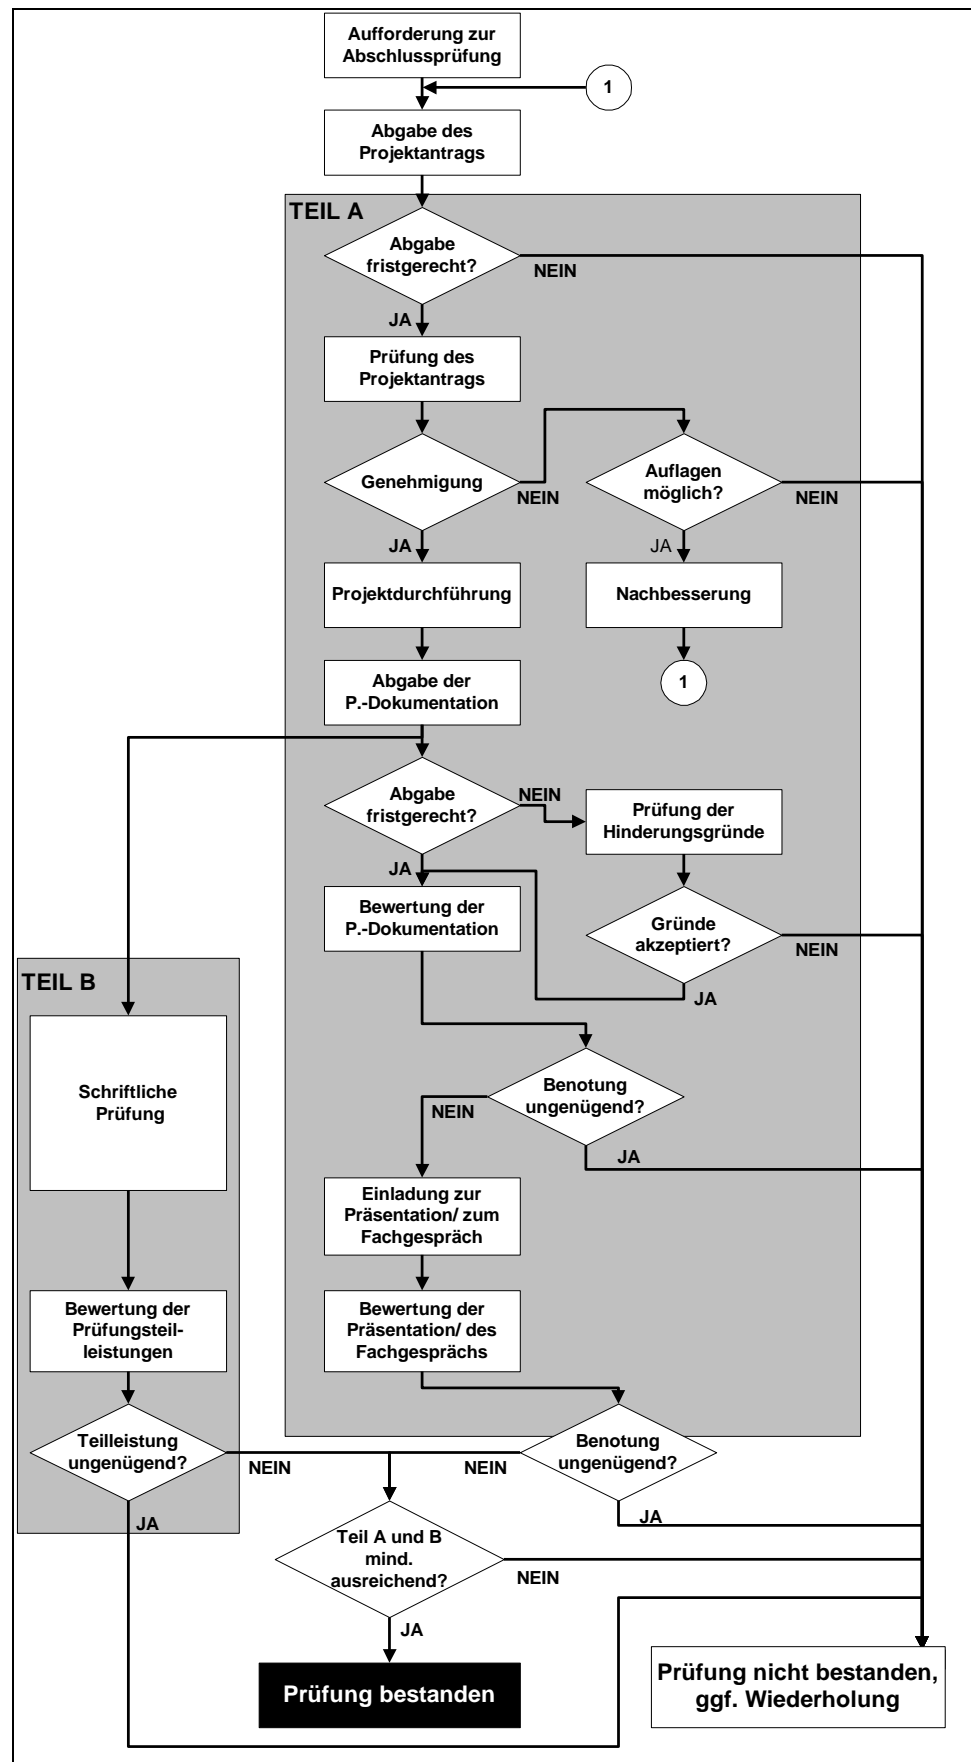 Aufforderung zur
Abschlussprüfung
1
Abgabe des
Projektantrags
TEIL A
Abgabe
fristgerecht?
NEIN
JA
Prüfung des
Projektantrags
Genehmigung
NEIN
Auflagen
möglich?
NEIN
JA
JA
Projektdurchführung
Nachbesserung
Abgabe der
P.-Dokumentation
1
Abgabe
fristgerecht?
NEIN
Prüfung der
Hinderungsgründe
JA
Bewertung der
P.-Dokumentation
Gründe
akzeptiert?
NEIN
JA
TEIL B
Schriftliche
Prüfung
Benotung
ungenügend?
NEIN
JA
Einladung zur
Präsentation/ zum
Fachgespräch
Bewertung der
Prüfungsteil-
leistungen
Bewertung der
Präsentation/ des
Fachgesprächs
Teilleistung
ungenügend?
NEIN
NEIN
Benotung
ungenügend?
JA
JA
Teil A und B
mind.
ausreichend?
NEIN
JA
Prüfung bestanden
Prüfung nicht bestanden,
ggf. Wiederholung